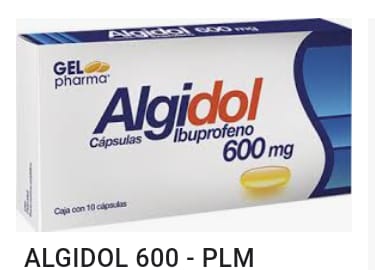 Algidol 600 mg
GEL
pharma
Algidol
Cápsulas
Ibuprofeno
600 mg
Caja con 10 cápsulas
ALGIDOL 600 - PLM